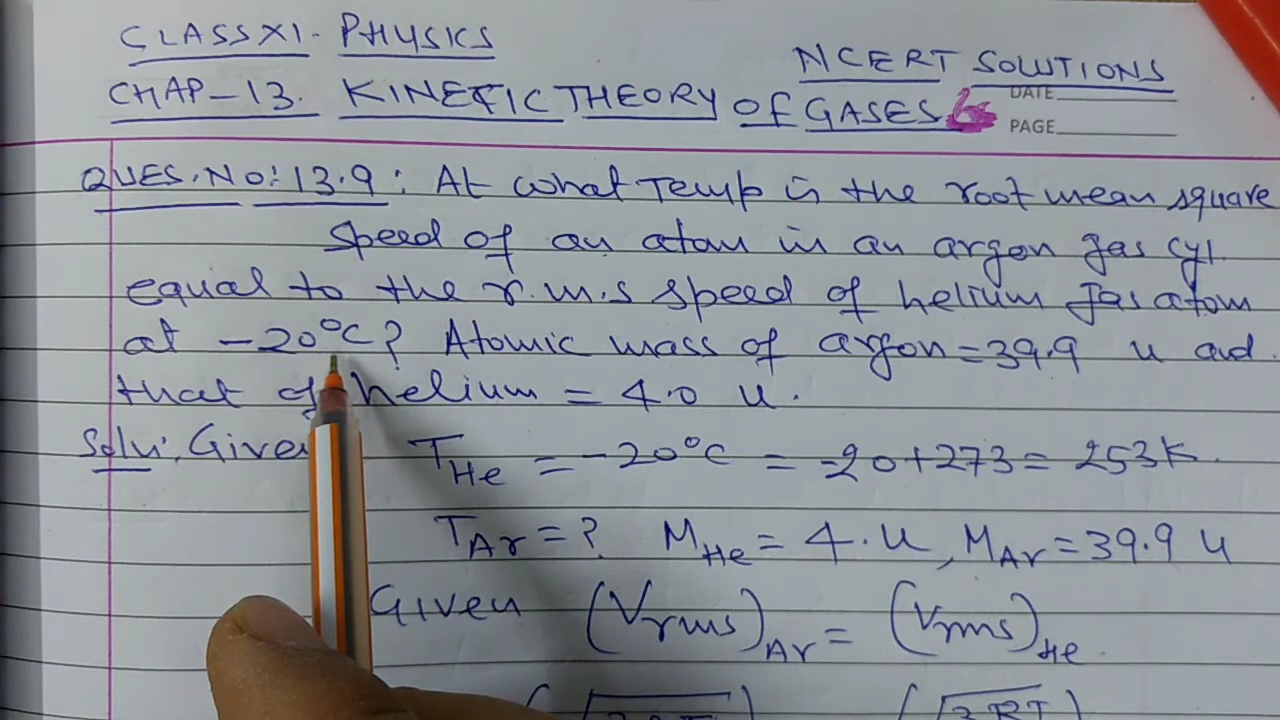 CLASS XI. PHYSICS
NCERT SOLUTIONS
CHAP-13. KINETIC THEORY OF GASES
DATE
PAGE
QUES.No: 13.9: At what Temp is the root mean square
speed of an atom in an argon gas cyl.
equal to the r.m.s speed of helium gas atom
at -20°C? Atomic mass of argon = 39.9 u and
that of helium = 4.0 u.
Solu: Given T_He = -20°C = -20+273 = 253K.
T_Ar = ? M_He = 4.u, M_Ar = 39.9 u
Given (Vrms)_Ar = (Vrms)_He